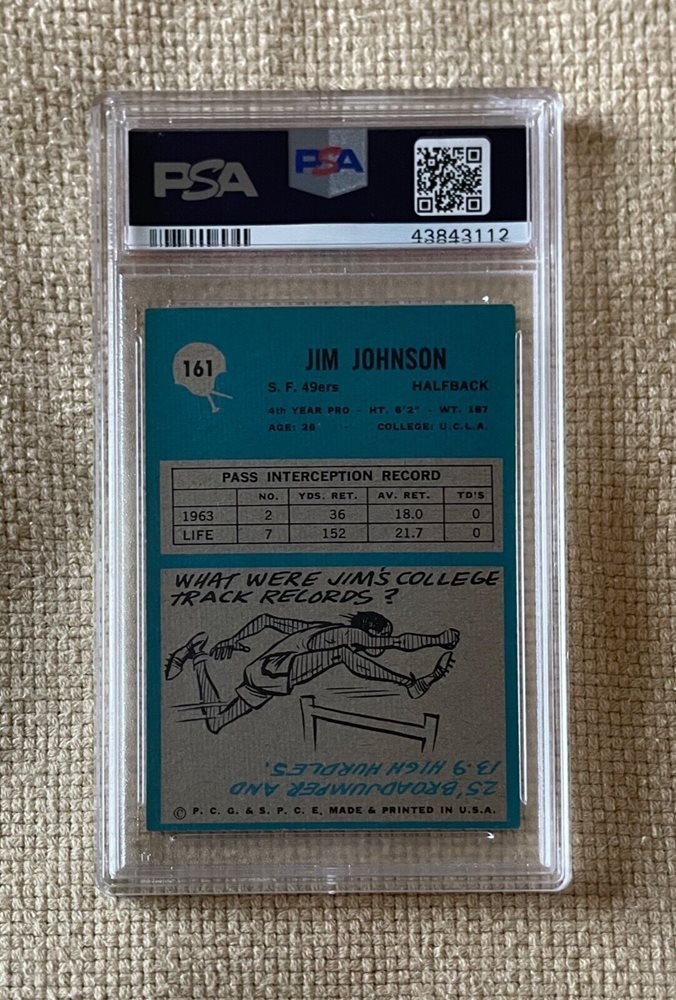 PSA PSA
43843112
161
JIM JOHNSON
S. F. 49ers HALFBACK
4th YEAR PRO - HT. 6'2" - WT. 187
AGE: 26 - COLLEGE: U.C.L.A.
PASS INTERCEPTION RECORD
NO. YDS. RET. AV. RET. TD'S
1963 2 36 18.0 0
LIFE 7 152 21.7 0
WHAT WERE JIM'S COLLEGE
TRACK RECORDS?
25' BROADJUMPER AND
13.9 HIGH HURDLES.
© P. C. G. & S. P. C. E, MADE & PRINTED IN U.S.A.